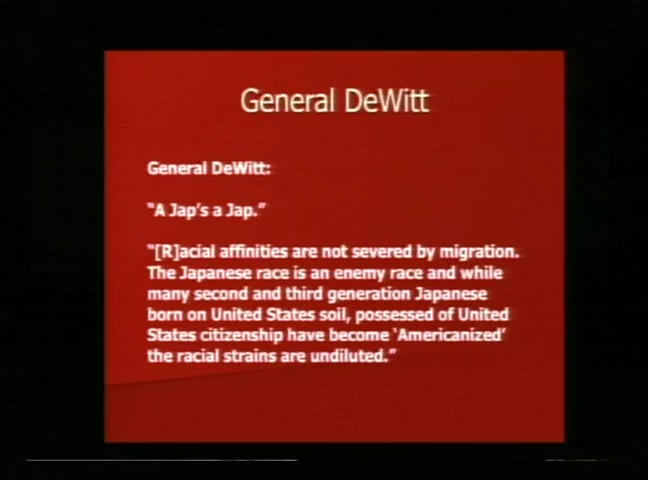 General DeWitt
General DeWitt:
"A Jap's a Jap."
"[R]acial affinities are not severed by migration.
The Japanese race is an enemy race and while
many second and third generation Japanese
born on United States soil, possessed of United
States citizenship have become 'Americanized'
the racial strains are undiluted."